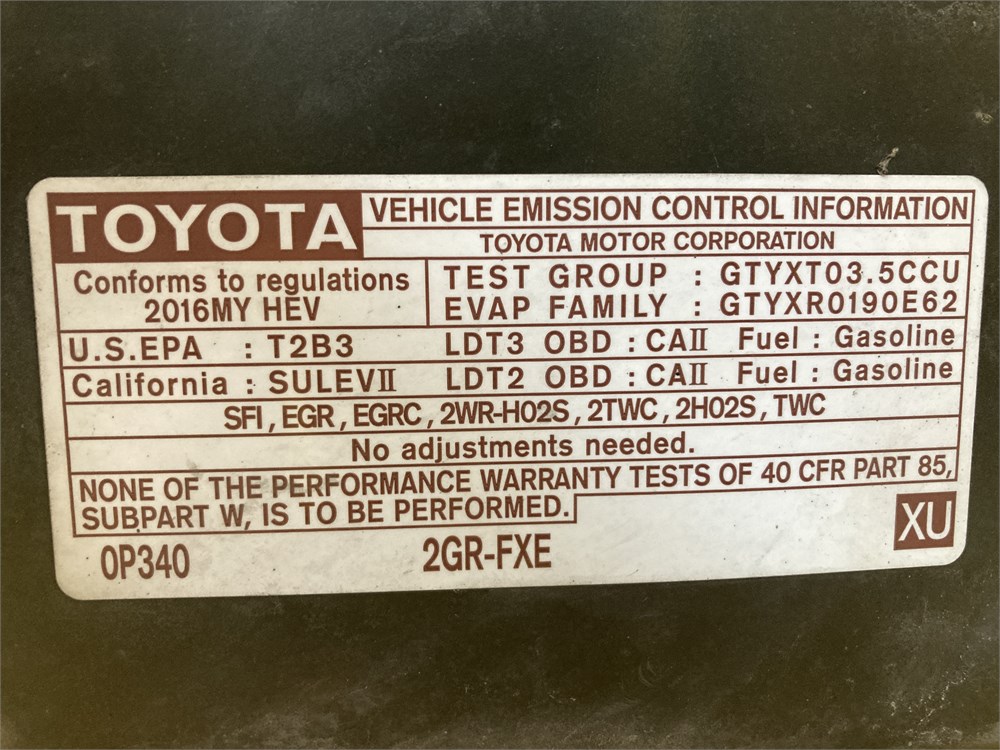 TOYOTA VEHICLE EMISSION CONTROL INFORMATION
TOYOTA MOTOR CORPORATION
Conforms to regulations
2016MY HEV
TEST GROUP : GTYXT03.5CCU
EVAP FAMILY : GTYXR0190E62
U.S.EPA : T2B3 LDT3 OBD : CAII Fuel : Gasoline
California : SULEVII LDT2 OBD : CAII Fuel : Gasoline
SFI, EGR, EGRC, 2WR-HO2S, 2TWC, 2HO2S, TWC
No adjustments needed.
NONE OF THE PERFORMANCE WARRANTY TESTS OF 40 CFR PART 85,
SUBPART W, IS TO BE PERFORMED.
XU
0P340 2GR-FXE